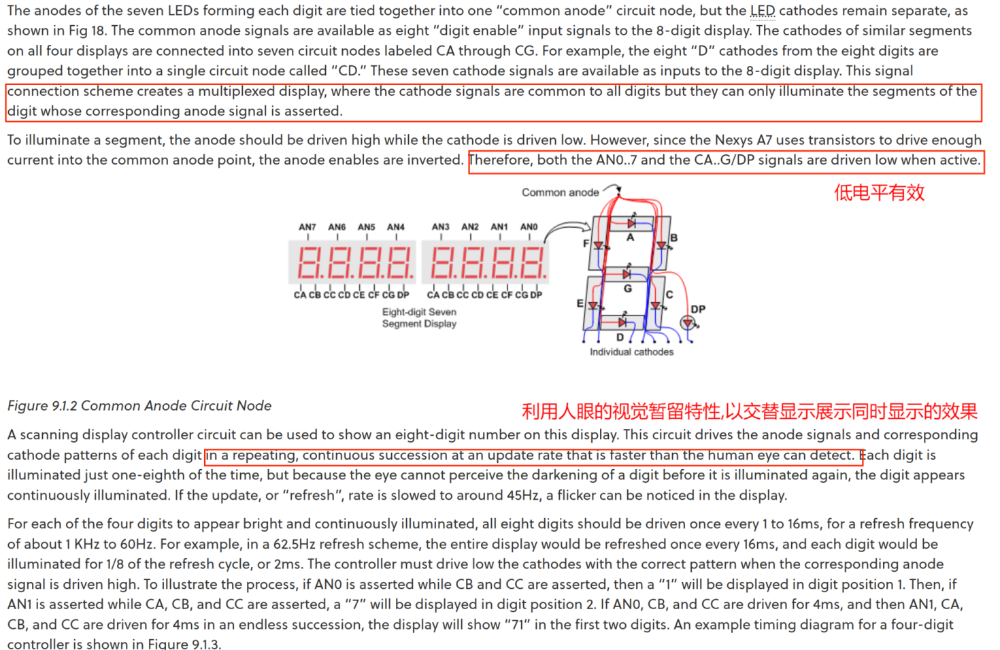 The anodes of the seven LEDs forming each digit are tied together into one “common anode” circuit node, but the LED cathodes remain separate, as
shown in Fig 18. The common anode signals are available as eight “digit enable” input signals to the 8-digit display. The cathodes of similar segments
on all four displays are connected into seven circuit nodes labeled CA through CG. For example, the eight “D” cathodes from the eight digits are
grouped together into a single circuit node called “CD.” These seven cathode signals are available as inputs to the 8-digit display. This signal
connection scheme creates a multiplexed display, where the cathode signals are common to all digits but they can only illuminate the segments of the
digit whose corresponding anode signal is asserted.
To illuminate a segment, the anode should be driven high while the cathode is driven low. However, since the Nexys A7 uses transistors to drive enough
current into the common anode point, the anode enables are inverted. Therefore, both the AN0..7 and the CA..G/DP signals are driven low when active.
低电平有效
Common anode
AN7 AN6 AN5 AN4 AN3 AN2 AN1 AN0
A
B
F
G
C
E
D
DP
CA CB CC CD CE CF CG DP CA CB CC CD CE CF CG DP
Eight-digit Seven
Segment Display
Individual cathodes
Figure 9.1.2 Common Anode Circuit Node
利用人眼的视觉暂留特性,以交替显示展示同时显示的效果
A scanning display controller circuit can be used to show an eight-digit number on this display. This circuit drives the anode signals and corresponding
cathode patterns of each digit in a repeating, continuous succession at an update rate that is faster than the human eye can detect. Each digit is
illuminated just one-eighth of the time, but because the eye cannot perceive the darkening of a digit before it is illuminated again, the digit appears
continuously illuminated. If the update, or “refresh”, rate is slowed to around 45Hz, a flicker can be noticed in the display.
For each of the four digits to appear bright and continuously illuminated, all eight digits should be driven once every 1 to 16ms, for a refresh frequency
of about 1 KHz to 60Hz. For example, in a 62.5Hz refresh scheme, the entire display would be refreshed once every 16ms, and each digit would be
illuminated for 1/8 of the refresh cycle, or 2ms. The controller must drive low the cathodes with the correct pattern when the corresponding anode
signal is driven high. To illustrate the process, if AN0 is asserted while CB and CC are asserted, then a “1” will be displayed in digit position 1. Then, if
AN1 is asserted while CA, CB, and CC are asserted, a “7” will be displayed in digit position 2. If AN0, CB, and CC are driven for 4ms, and then AN1, CA,
CB, and CC are driven for 4ms in an endless succession, the display will show “71” in the first two digits. An example timing diagram for a four-digit
controller is shown in Figure 9.1.3.